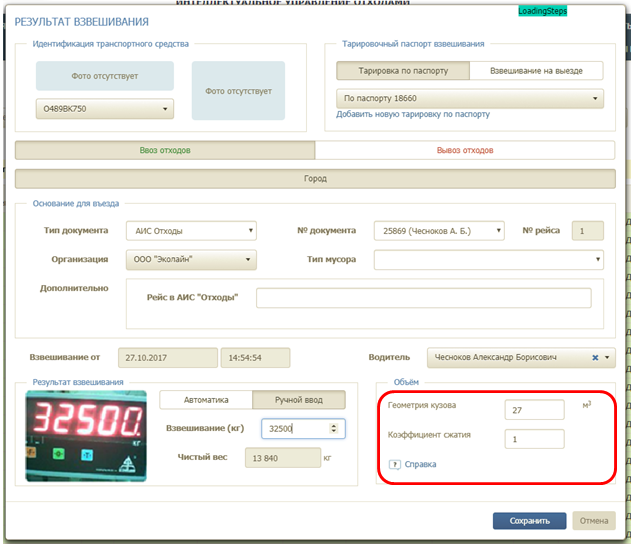 ИНТЕЛЛЕКТУАЛЬНОЕ УПРАВЛЕНИЕ ОТХОДАМИ
LoadingSteps
РЕЗУЛЬТАТ ВЗВЕШИВАНИЯ
Идентификация транспортного средства
Фото отсутствует
Фото отсутствует
О489ВК750
Тарировочный паспорт взвешивания
Тарировка по паспорту
Взвешивание на выезде
По паспорту 18660
Добавить новую тарировку по паспорту
Ввоз отходов
Вывоз отходов
Город
Основание для въезда
Тип документа
АИС Отходы
№ документа
25869 (Чесноков А. Б.)
№ рейса
1
Организация
ООО "Эколайн"
Тип мусора
Дополнительно
Рейс в АИС "Отходы"
Взвешивание от
27.10.2017
14:54:54
Водитель
Чесноков Александр Борисович
Результат взвешивания
32500
Автоматика
Ручной ввод
Взвешивание (кг)
32500
Чистый вес
13 840
кг
Объём
Геометрия кузова
27
м³
Коэффициент сжатия
1
?
Справка
Сохранить
Отмена